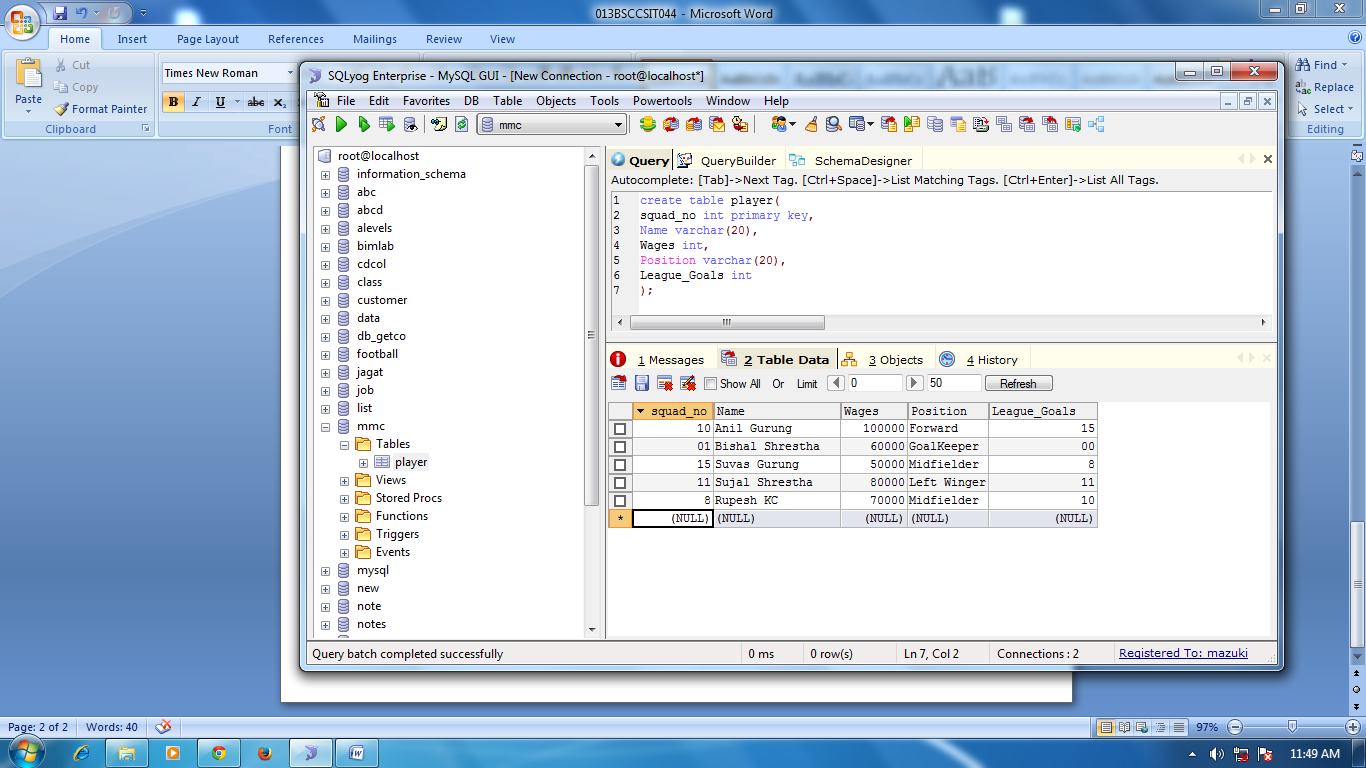 013BSCCSIT044 - Microsoft Word
Home Insert Page Layout References Mailings Review View
Paste
Cut
Copy
Format Painter
Clipboard
Times New Roman
B I U abc x₂
Font
Find
Replace
Select
Editing
SQLyog Enterprise - MySQL GUI - [New Connection - root@localhost*]
File Edit Favorites DB Table Objects Tools Powertools Window Help
mmc
root@localhost
information_schema
abc
abcd
alevels
bimlab
cdcol
class
customer
data
db_getco
football
jagat
job
list
mmc
Tables
player
Views
Stored Procs
Functions
Triggers
Events
mysql
new
note
notes
Query QueryBuilder SchemaDesigner
Autocomplete: [Tab]->Next Tag. [Ctrl+Space]->List Matching Tags. [Ctrl+Enter]->List All Tags.
1 create table player(
2 squad_no int primary key,
3 Name varchar(20),
4 Wages int,
5 Position varchar(20),
6 League_Goals int
7 );
1 Messages 2 Table Data 3 Objects 4 History
Show All Or Limit 0 50 Refresh
squad_no Name Wages Position League_Goals
10 Anil Gurung 100000 Forward 15
01 Bishal Shrestha 60000 GoalKeeper 00
15 Suvas Gurung 50000 Midfielder 8
11 Sujal Shrestha 80000 Left Winger 11
8 Rupesh KC 70000 Midfielder 10
* (NULL) (NULL) (NULL) (NULL) (NULL)
Query batch completed successfully 0 ms 0 row(s) Ln 7, Col 2 Connections : 2 Registered To: mazuki
Page: 2 of 2 Words: 40 97%
11:49 AM